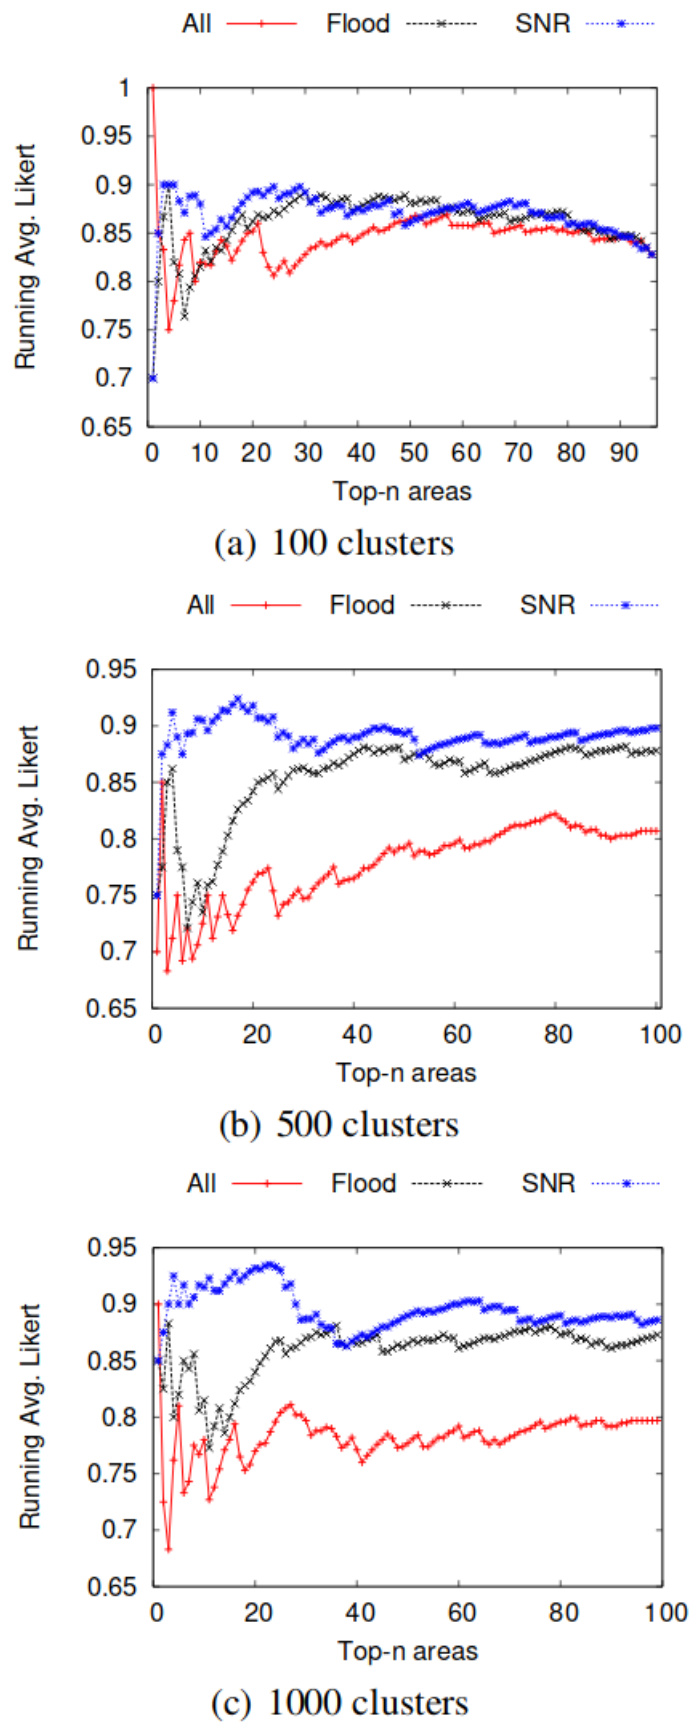 All Flood SNR
1
0.95
0.9
0.85
0.8
0.75
0.7
0.65
Running Avg. Likert
0 10 20 30 40 50 60 70 80 90
Top-n areas
(a) 100 clusters
All Flood SNR
0.95
0.9
0.85
0.8
0.75
0.7
0.65
Running Avg. Likert
0 20 40 60 80 100
Top-n areas
(b) 500 clusters
All Flood SNR
0.95
0.9
0.85
0.8
0.75
0.7
0.65
Running Avg. Likert
0 20 40 60 80 100
Top-n areas
(c) 1000 clusters